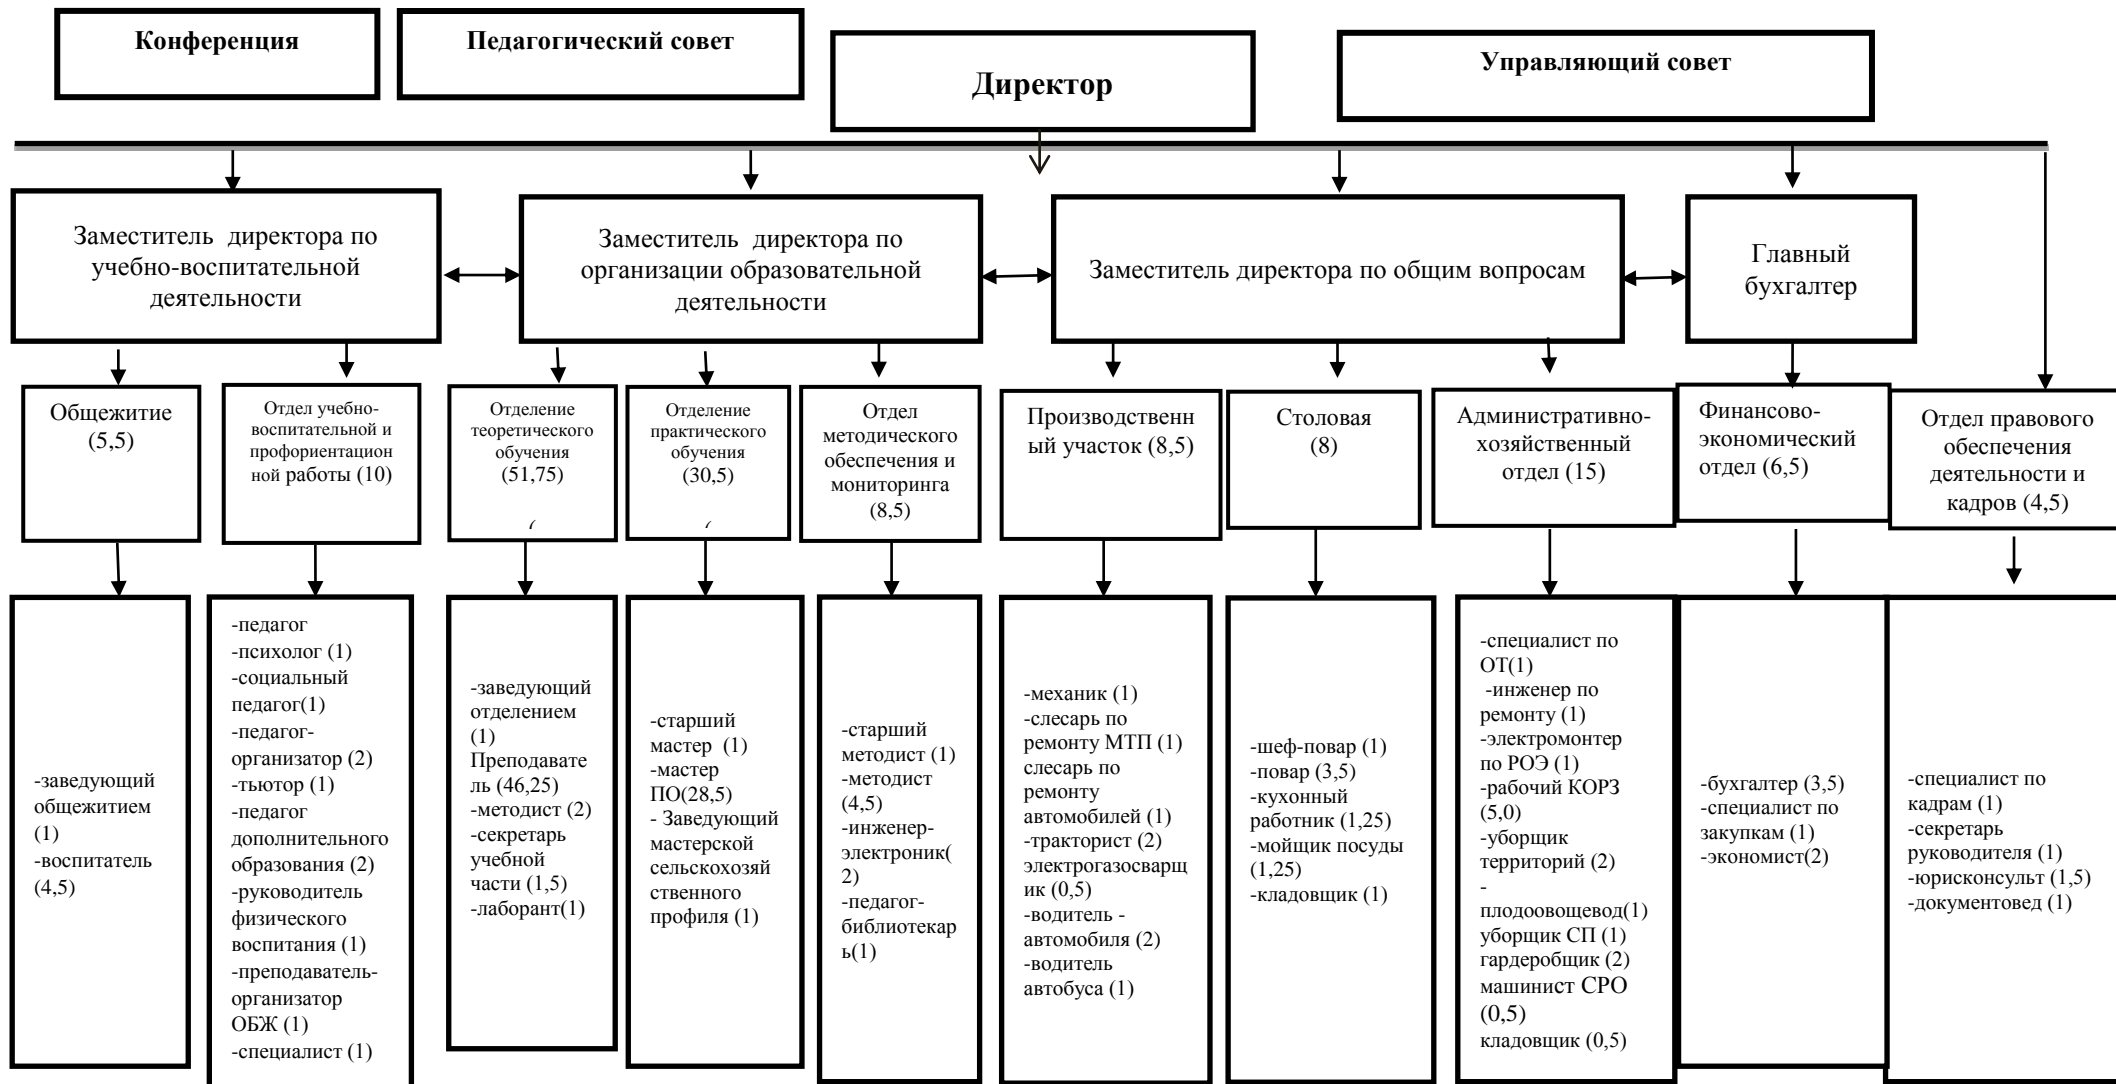 Конференция
Педагогический совет
Директор
Управляющий совет
Заместитель директора по
учебно-воспитательной
деятельности
Заместитель директора по
организации образовательной
деятельности
Заместитель директора по общим вопросам
Главный
бухгалтер
Общежитие
(5,5)
Отдел учебно-
воспитательной и
профориентацион
ной работы (10)
Отделение
теоретического
обучения
(51,75)
(
Отделение
практического
обучения
(30,5)
(
Отдел
методического
обеспечения и
мониторинга
(8,5)
Производственн
ый участок (8,5)
Столовая
(8)
Административно-
хозяйственный
отдел (15)
Финансово-
экономический
отдел (6,5)
Отдел правового
обеспечения
деятельности и
кадров (4,5)
-заведующий
общежитием
(1)
-воспитатель
(4,5)
-педагог
-психолог (1)
-социальный
педагог(1)
-педагог-
организатор (2)
-тьютор (1)
-педагог
дополнительного
образования (2)
-руководитель
физического
воспитания (1)
-преподаватель-
организатор
ОБЖ (1)
-специалист (1)
-заведующий
отделением
(1)
Преподавате
ль (46,25)
-методист (2)
-секретарь
учебной
части (1,5)
-лаборант(1)
-старший
мастер (1)
-мастер
ПО(28,5)
- Заведующий
мастерской
сельскохозяй
ственного
профиля (1)
-старший
методист (1)
-методист
(4,5)
-инженер-
электроник(
2)
-педагог-
библиотекар
ь(1)
-механик (1)
-слесарь по
ремонту МТП (1)
слесарь по
ремонту
автомобилей (1)
-тракторист (2)
электрогазосварщ
ик (0,5)
-водитель -
автомобиля (2)
-водитель
автобуса (1)
-шеф-повар (1)
-повар (3,5)
-кухонный
работник (1,25)
-мойщик посуды
(1,25)
-кладовщик (1)
-специалист по
ОТ(1)
-инженер по
ремонту (1)
-электромонтер
по РОЭ (1)
-рабочий КОРЗ
(5,0)
-уборщик
территорий (2)
-
плодоовощевод(1)
уборщик СП (1)
гардеробщик (2)
машинист СРО
(0,5)
кладовщик (0,5)
-бухгалтер (3,5)
-специалист по
закупкам (1)
-экономист(2)
-специалист по
кадрам (1)
-секретарь
руководителя (1)
-юрисконсульт (1,5)
-документовед (1)